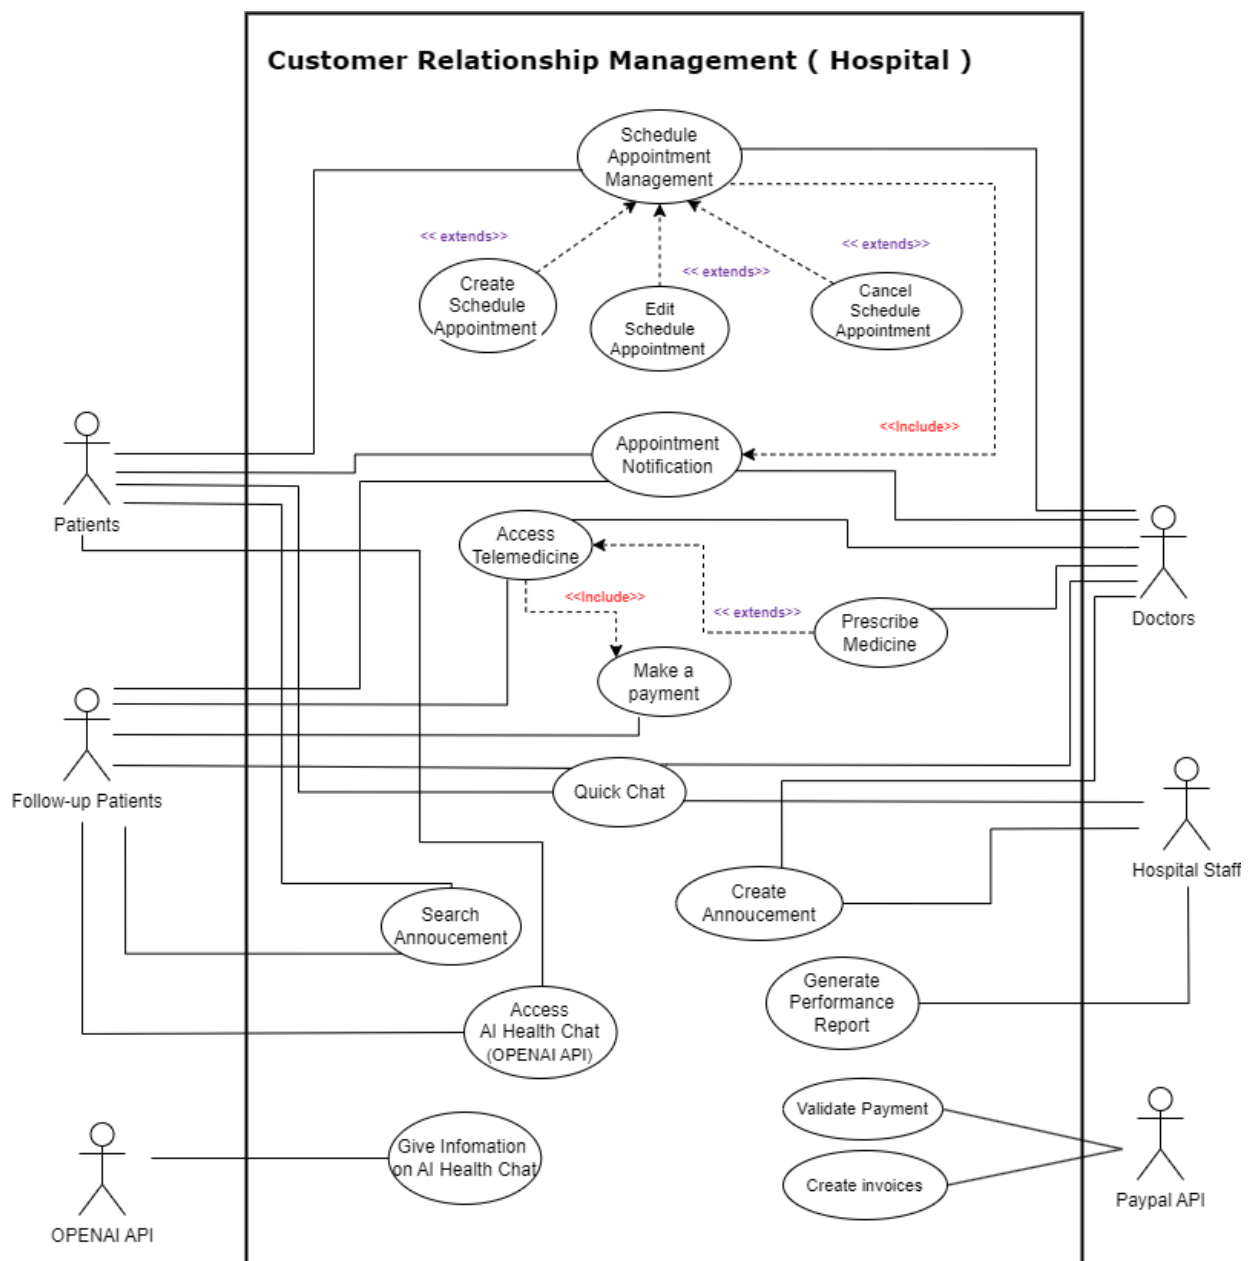 Customer Relationship Management ( Hospital )
Schedule
Appointment
Management
<< extends>>
<< extends>>
<< extends>>
Create
Schedule
Appointment
Edit
Schedule
Appointment
Cancel
Schedule
Appointment
<<Include>>
Appointment
Notification
Patients
Access
Telemedicine
<<Include>>
<< extends>>
Prescribe
Medicine
Doctors
Make a
payment
Quick Chat
Follow-up Patients
Hospital Staff
Create
Annoucement
Search
Annoucement
Generate
Performance
Report
Access
AI Health Chat
(OPENAI API)
Validate Payment
Give Infomation
on AI Health Chat
Create invoices
Paypal API
OPENAI API